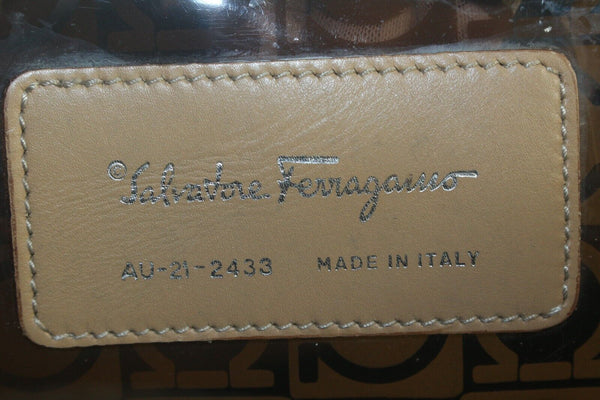 ©Salvatore Ferragamo
AU-21-2433 MADE IN ITALY